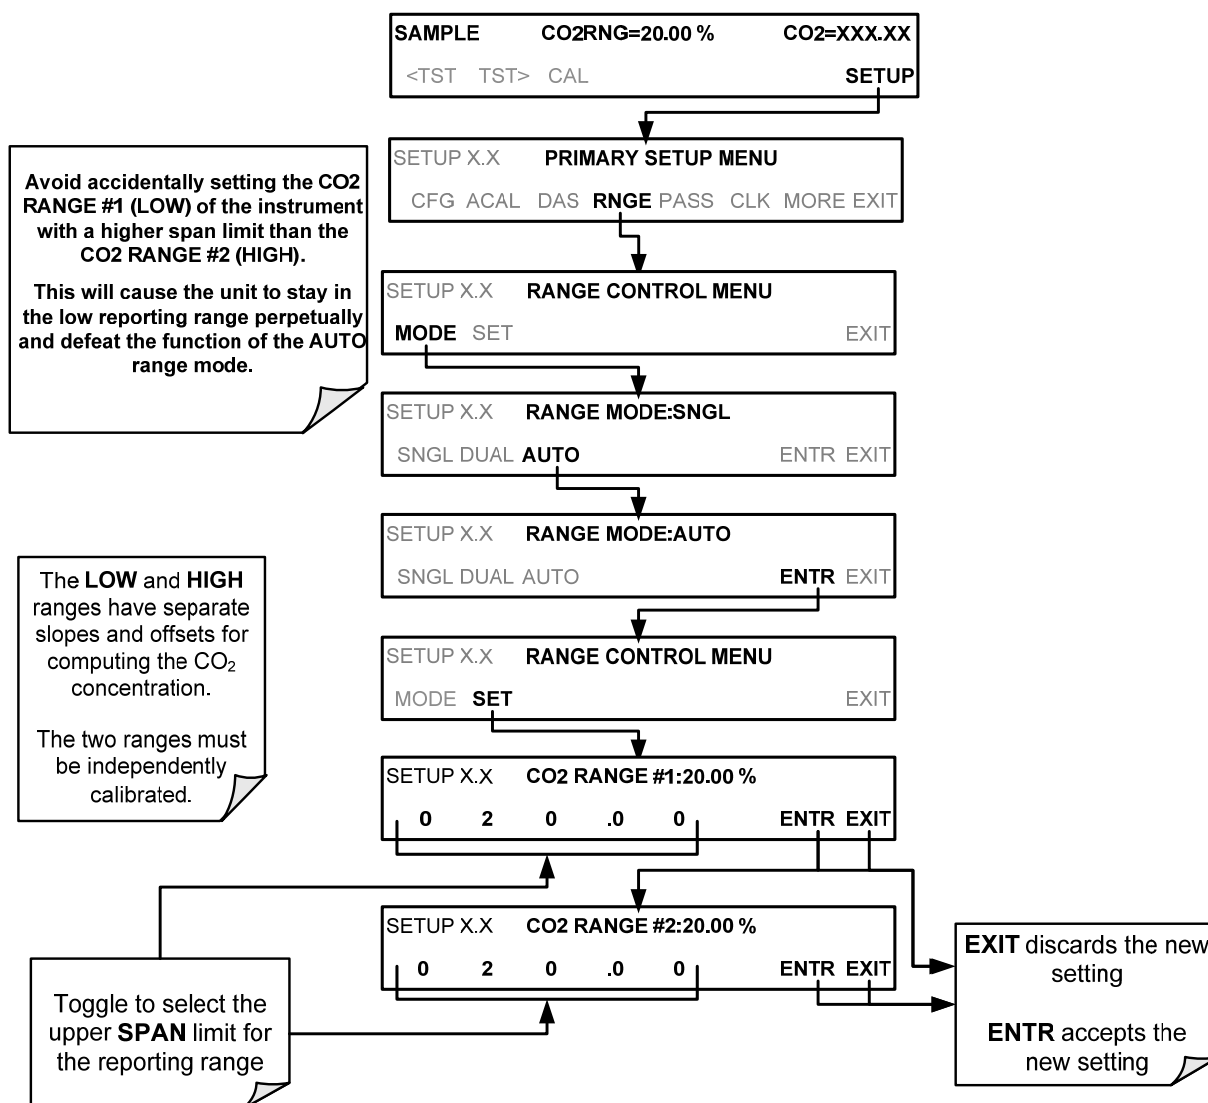 SAMPLE CO2RNG=20.00 % CO2=XXX.XX
<TST TST> CAL SETUP
SETUP X.X PRIMARY SETUP MENU
CFG ACAL DAS RNGE PASS CLK MORE EXIT
Avoid accidentally setting the CO2
RANGE #1 (LOW) of the instrument
with a higher span limit than the
CO2 RANGE #2 (HIGH).
This will cause the unit to stay in
the low reporting range perpetually
and defeat the function of the AUTO
range mode.
SETUP X.X RANGE CONTROL MENU
MODE SET EXIT
SETUP X.X RANGE MODE:SNGL
SNGL DUAL AUTO ENTR EXIT
SETUP X.X RANGE MODE:AUTO
SNGL DUAL AUTO ENTR EXIT
The LOW and HIGH
ranges have separate
slopes and offsets for
computing the CO2
concentration.
The two ranges must
be independently
calibrated.
SETUP X.X RANGE CONTROL MENU
MODE SET EXIT
SETUP X.X CO2 RANGE #1:20.00 %
0 2 0 .0 0 ENTR EXIT
SETUP X.X CO2 RANGE #2:20.00 %
0 2 0 .0 0 ENTR EXIT
Toggle to select the
upper SPAN limit for
the reporting range
EXIT discards the new
setting
ENTR accepts the
new setting